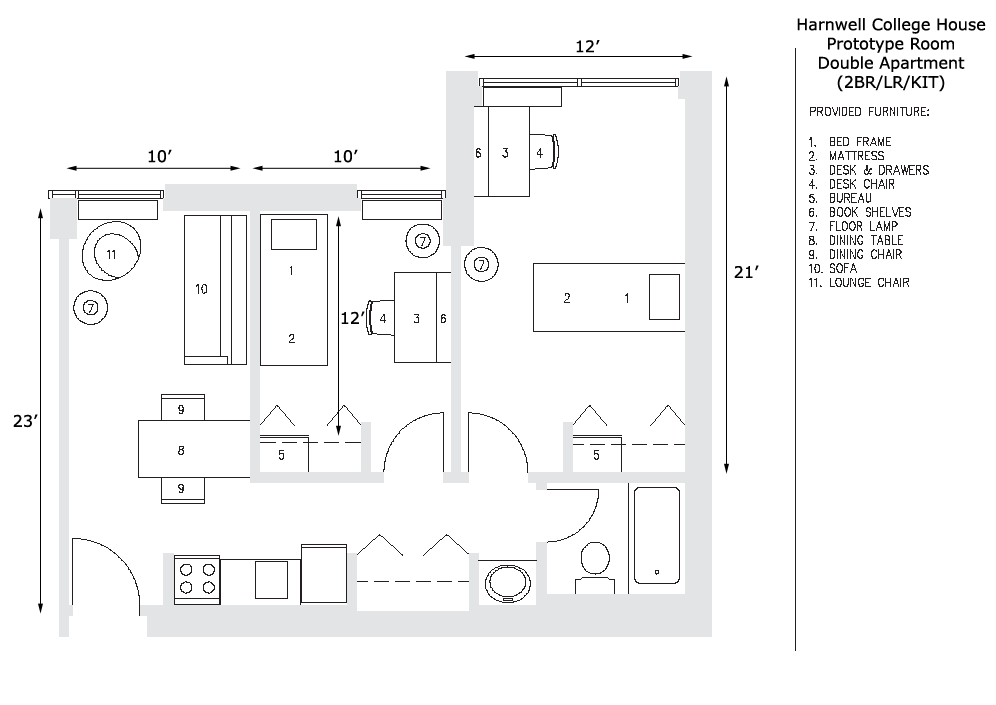 Harnwell College House
Prototype Room
Double Apartment
(2BR/LR/KIT)
PROVIDED FURNITURE:
1. BED FRAME
2. MATTRESS
3. DESK & DRAWERS
4. DESK CHAIR
5. BUREAU
6. BOOK SHELVES
7. FLOOR LAMP
8. DINING TABLE
9. DINING CHAIR
10. SOFA
11. LOUNGE CHAIR
12’
6 3 4
10’ 10’
11 7 7
1 10 2 1
7 12’ 4 3 6 21’
2
23’
9
8
5 5
9